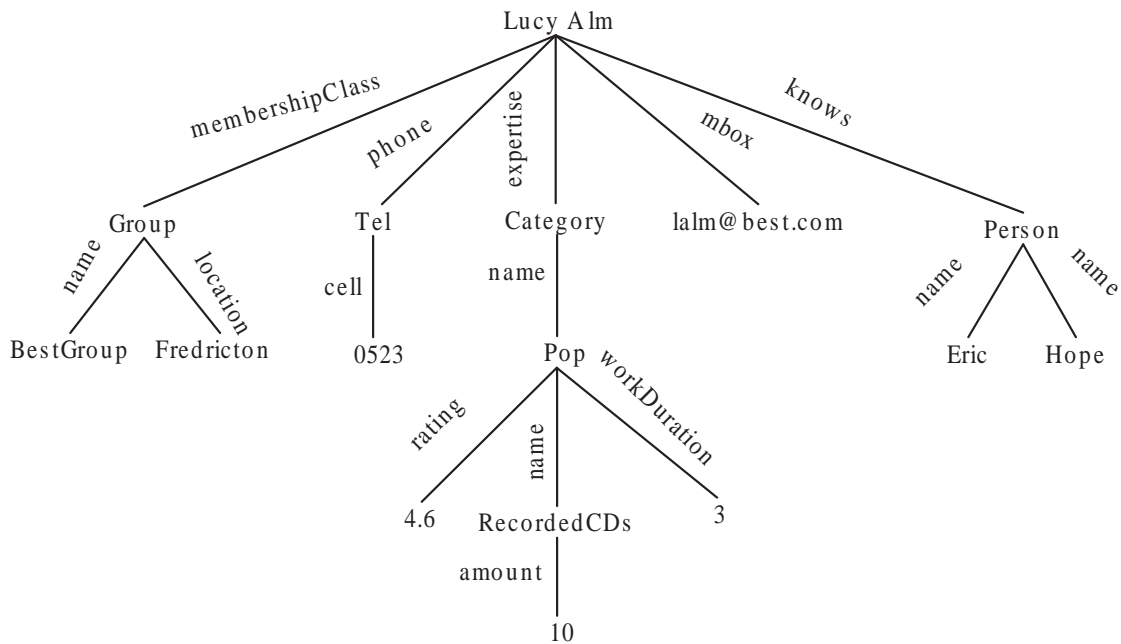 Lucy Alm
membershipClass
phone
expertise
mbox
knows
Group
Tel
Category
lalm@best.com
Person
name
location
cell
name
name
name
BestGroup
Fredricton
0523
Pop
Eric
Hope
rating
name
workDuration
4.6
RecordedCDs
3
amount
10